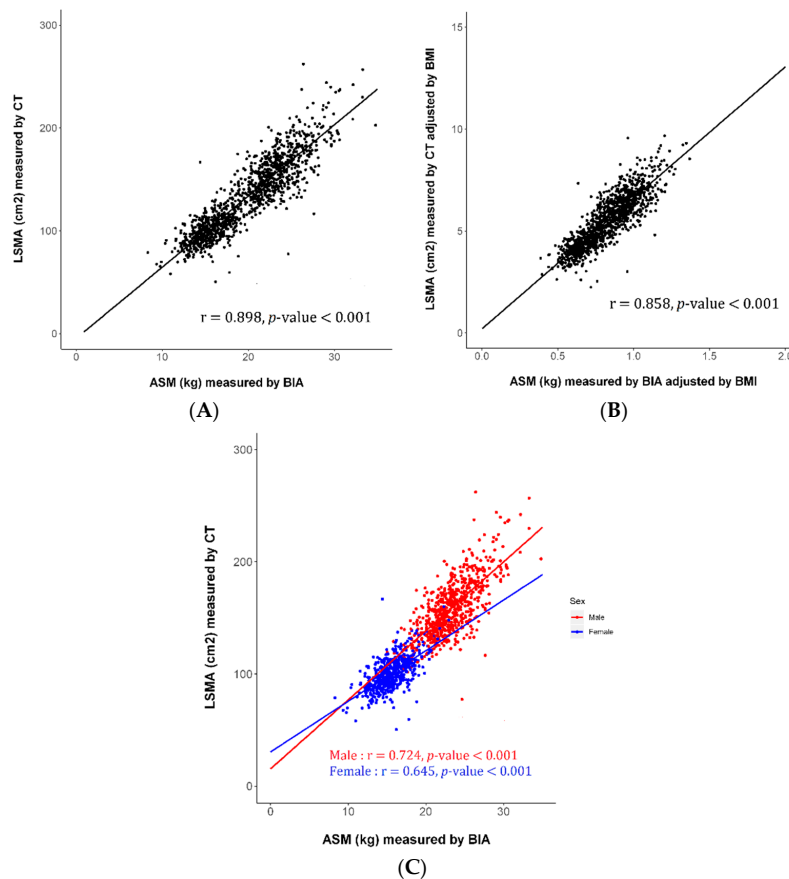 300
200
100
0
0
10
20
30
LSMA (cm2) measured by CT
ASM (kg) measured by BIA
r = 0.898, p-value < 0.001
(A)
15
10
5
0
0.0
0.5
1.0
1.5
2.0
LSMA (cm2) measured by CT adjusted by BMI
ASM (kg) measured by BIA adjusted by BMI
r = 0.858, p-value < 0.001
(B)
300
200
100
0
0
10
20
30
LSMA (cm2) measured by CT
ASM (kg) measured by BIA
Sex
Male
Female
Male : r = 0.724, p-value < 0.001
Female : r = 0.645, p-value < 0.001
(C)